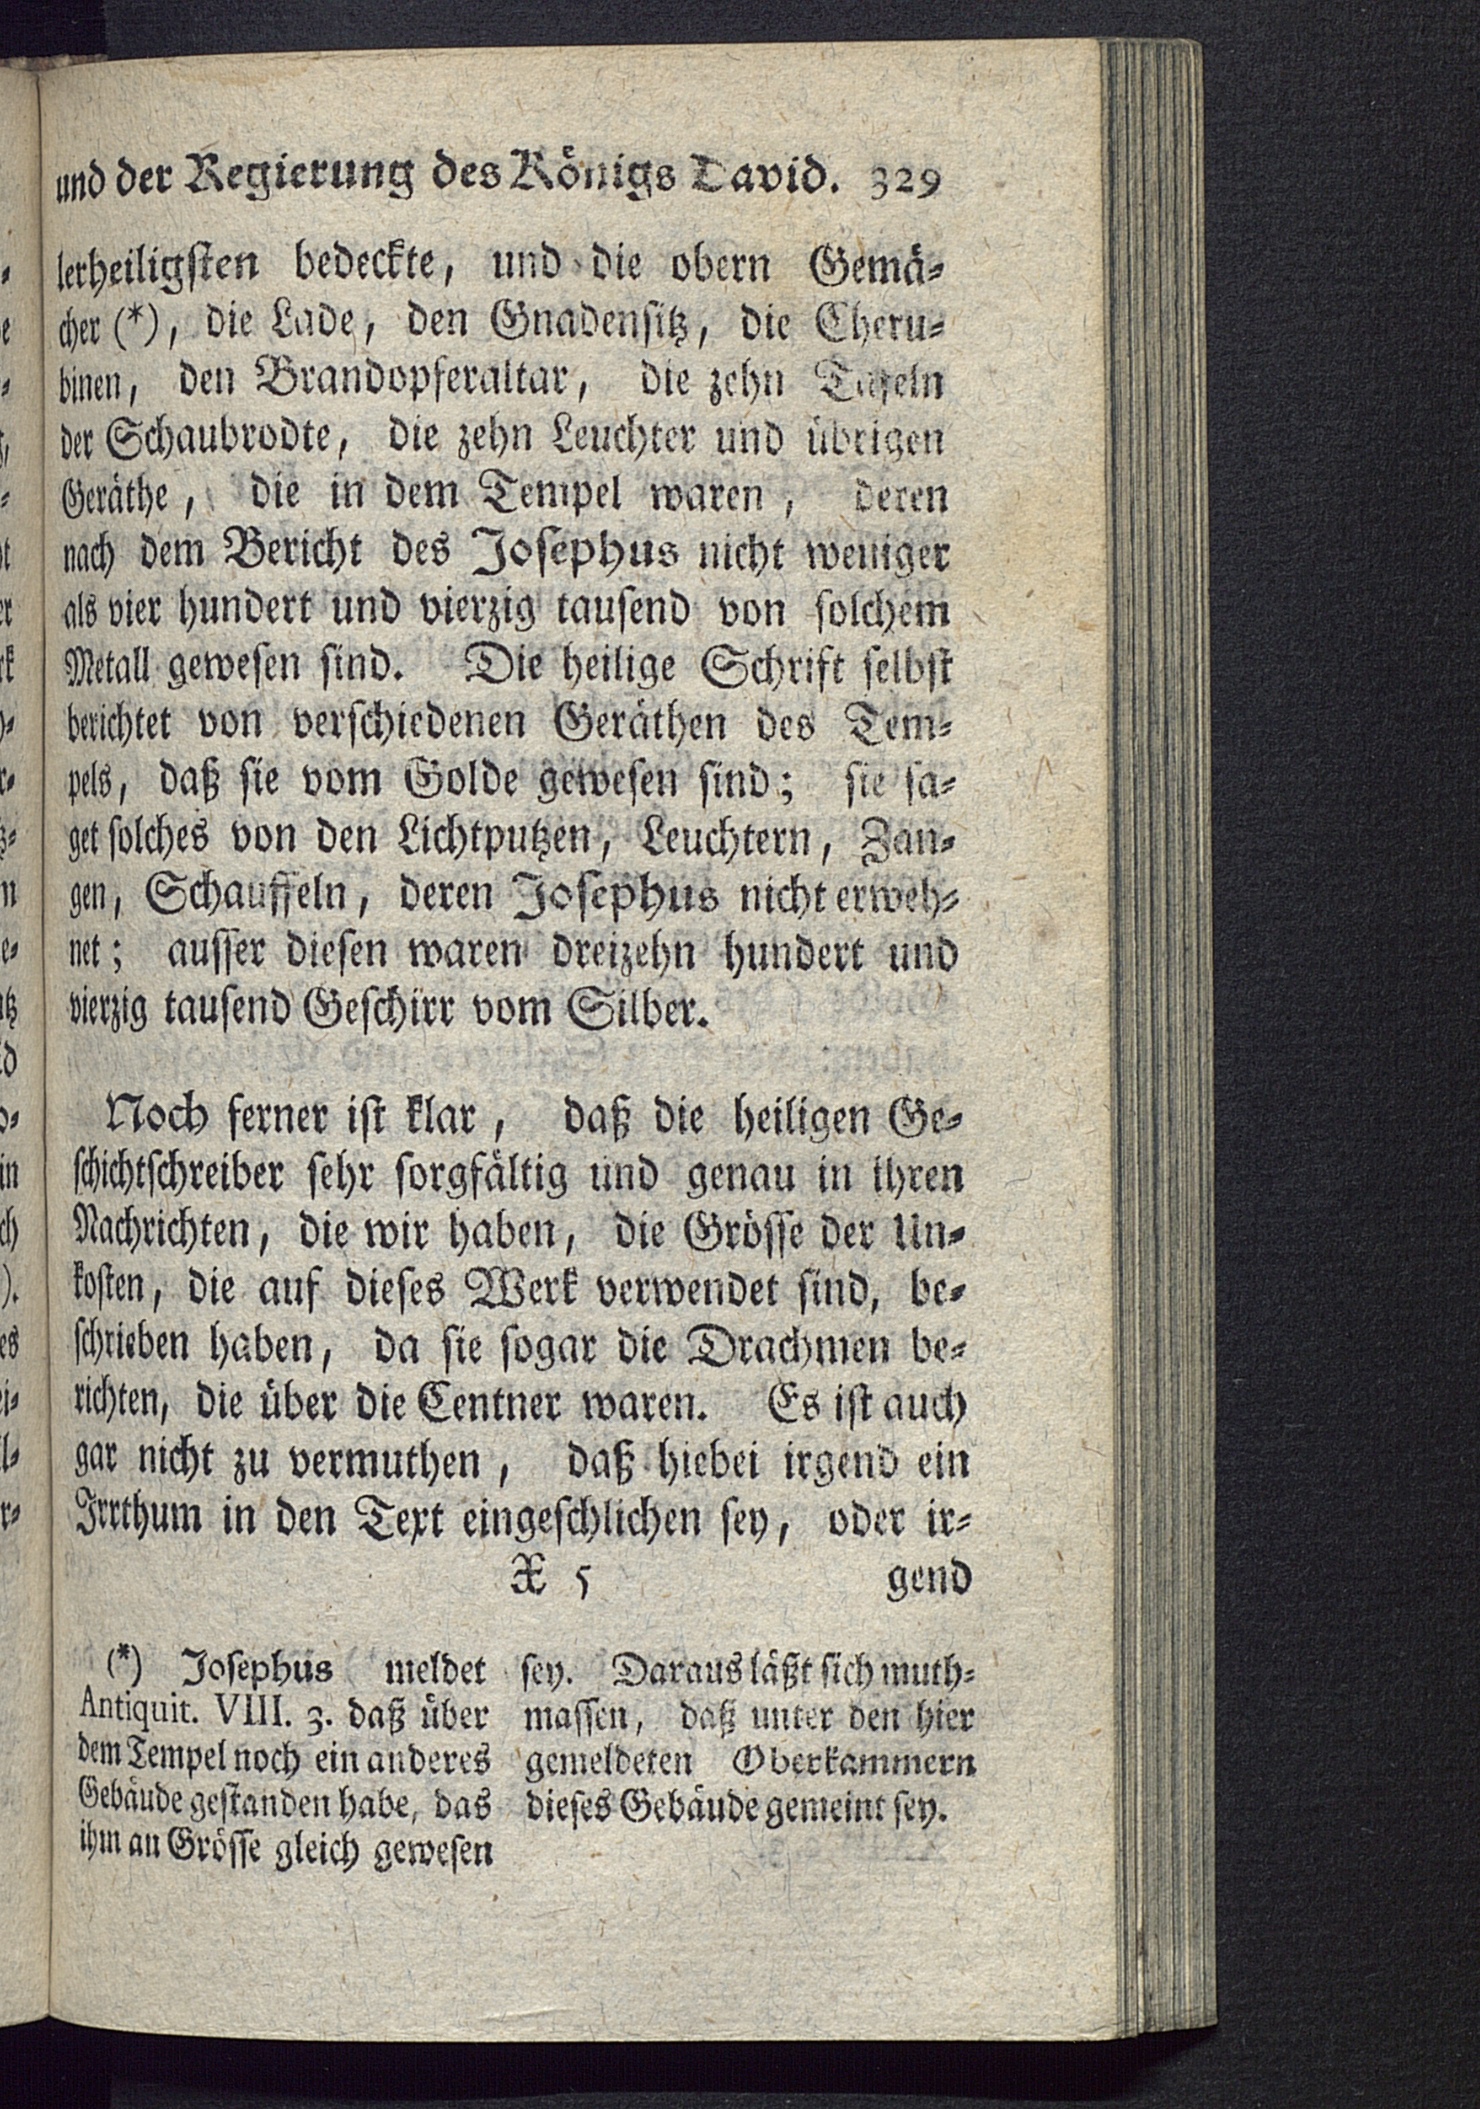 und der Regierung des Königs David. 329
lerheiligsten bedeckte, und die obern Gemä-
cher (*), die Lade, den Gnadensitz, die Cheru-
binen, den Brandopferaltar, die zehn Tafeln
der Schaubrodte, die zehn Leuchter und übrigen
Geräthe, die in dem Tempel waren, deren
nach dem Bericht des Josephus nicht weniger
als vier hundert und vierzig tausend von solchem
Metall gewesen sind. Die heilige Schrift selbst
berichtet von verschiedenen Geräthen des Tem-
pels, daß sie vom Golde gewesen sind; sie sa-
get solches von den Lichtputzen, Leuchtern, Zan-
gen, Schauffeln, deren Josephus nicht erweh-
net; ausser diesen waren dreizehn hundert und
vierzig tausend Geschirr vom Silber.
Noch ferner ist klar, daß die heiligen Ge-
schichtschreiber sehr sorgfältig und genau in ihren
Nachrichten, die wir haben, die Grösse der Un-
kosten, die auf dieses Werk verwendet sind, be-
schrieben haben, da sie sogar die Drachmen be-
richten, die über die Centner waren. Es ist auch
gar nicht zu vermuthen, daß hiebei irgend ein
Irrthum in den Text eingeschlichen sey, oder ir-
X 5 gend
(*) Josephus meldet
Antiquit. VIII. 3. daß über
dem Tempel noch ein anderes
Gebäude gestanden habe, das
ihm an Grösse gleich gewesen
sey. Daraus läßt sich muth-
massen, daß unter den hier
gemeldeten Oberkammern
dieses Gebäude gemeint sey.